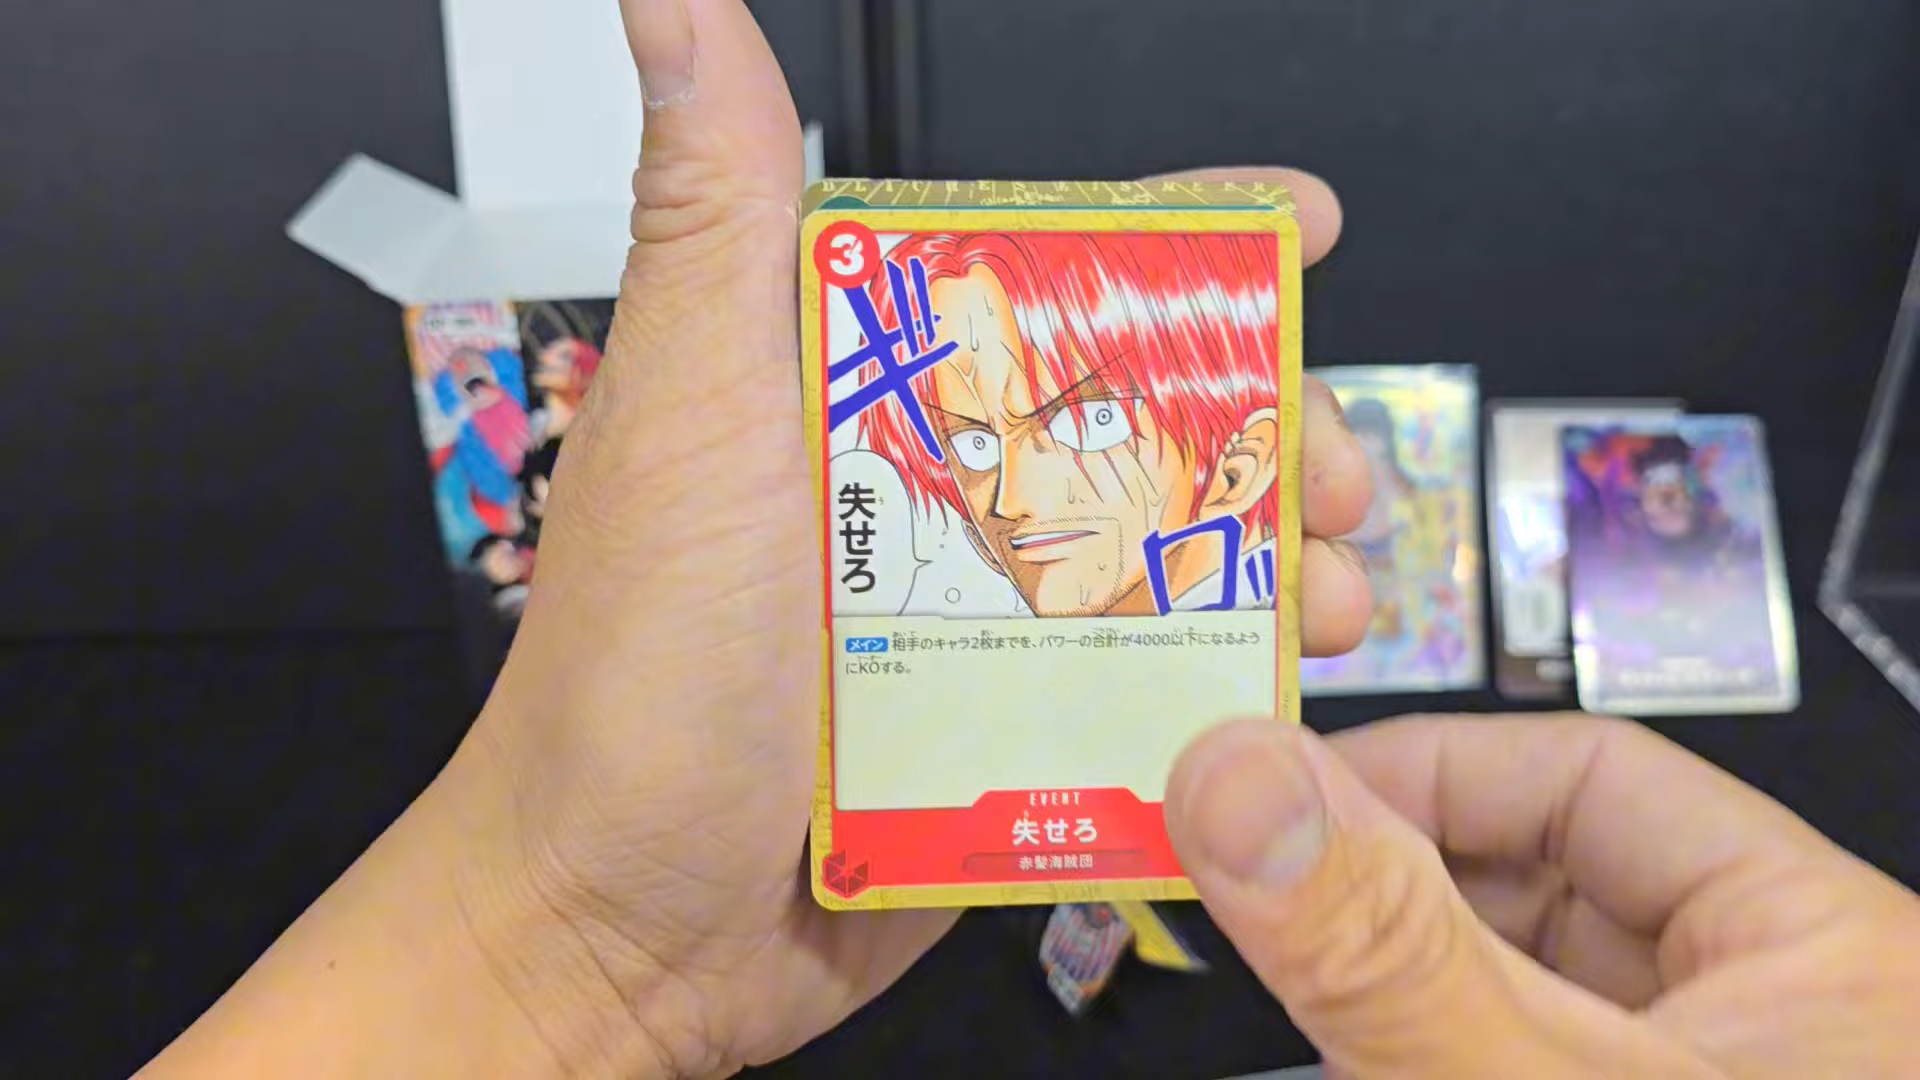 3
ギ
ロッ
失せろ
メイン 相手のキャラ2枚までを、パワーの合計が4000以下になるよう
にKOする。
EVENT
失せろ
赤髪海賊団